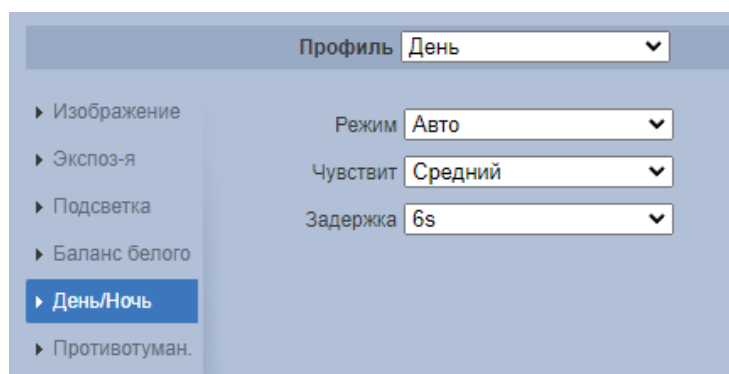 Профиль День
Изображение
Режим Авто
Экспоз-я
Чувствит Средний
Подсветка
Задержка 6s
Баланс белого
День/Ночь
Противотуман.